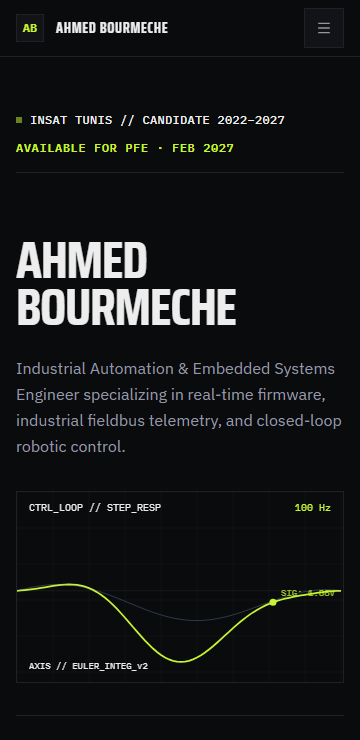 AB
AHMED BOURMECHE
INSAT TUNIS // CANDIDATE 2022–2027
AVAILABLE FOR PFE · FEB 2027
AHMED
BOURMECHE
Industrial Automation & Embedded Systems
Engineer specializing in real-time firmware,
industrial fieldbus telemetry, and closed-loop
robotic control.
CTRL_LOOP // STEP_RESP
100 Hz
SIG:
AXIS // EULER_INTEG_v2